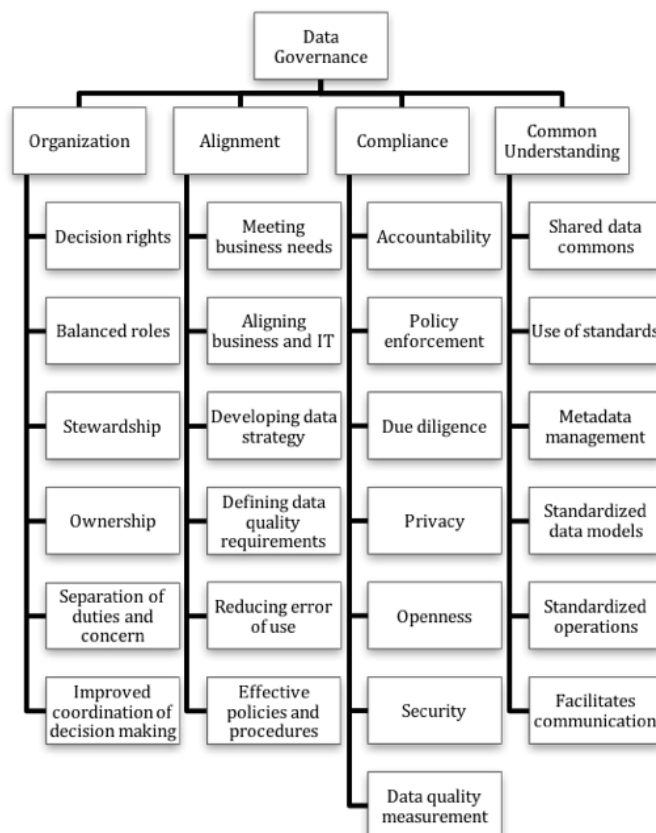 Data
Governance
Organization
Decision rights
Balanced roles
Stewardship
Ownership
Separation of
duties and
concern
Improved
coordination of
decision making
Alignment
Meeting
business needs
Aligning
business and IT
Developing data
strategy
Defining data
quality
requirements
Reducing error
of use
Effective
policies and
procedures
Compliance
Accountability
Policy
enforcement
Due diligence
Privacy
Openness
Security
Data quality
measurement
Common
Understanding
Shared data
commons
Use of standards
Metadata
management
Standardized
data models
Standardized
operations
Facilitates
communication